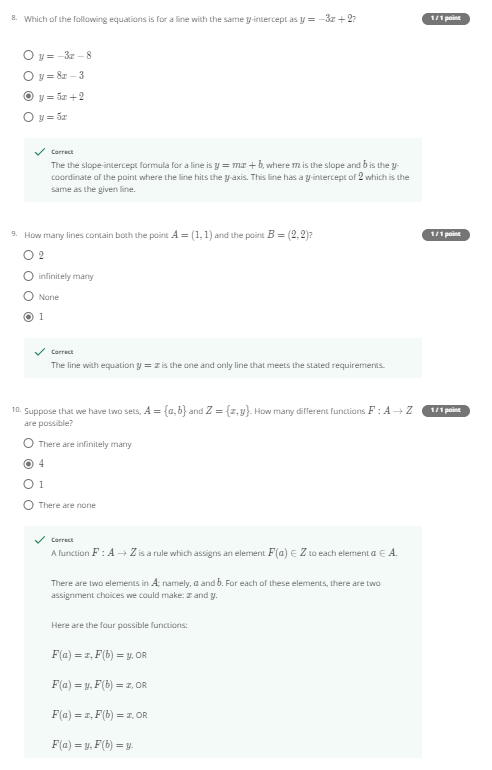 8. Which of the following equations is for a line with the same y-intercept as y = −3x + 2? 1 / 1 point
y = −3x − 8
y = 8x − 3
y = 5x + 2
y = 5x
Correct
The the slope-intercept formula for a line is y = mx + b, where m is the slope and b is the y-
coordinate of the point where the line hits the y-axis. This line has a y-intercept of 2 which is the
same as the given line.
9. How many lines contain both the point A = (1, 1) and the point B = (2, 2)? 1 / 1 point
2
infinitely many
None
1
Correct
The line with equation y = x is the one and only line that meets the stated requirements.
10. Suppose that we have two sets, A = {a, b} and Z = {x, y}. How many different functions F : A → Z 1 / 1 point
are possible?
There are infinitely many
4
1
There are none
Correct
A function F : A → Z is a rule which assigns an element F(a) ∈ Z to each element a ∈ A.
There are two elements in A; namely, a and b. For each of these elements, there are two
assignment choices we could make: x and y.
Here are the four possible functions:
F(a) = x, F(b) = y, OR
F(a) = y, F(b) = x, OR
F(a) = x, F(b) = x, OR
F(a) = y, F(b) = y.